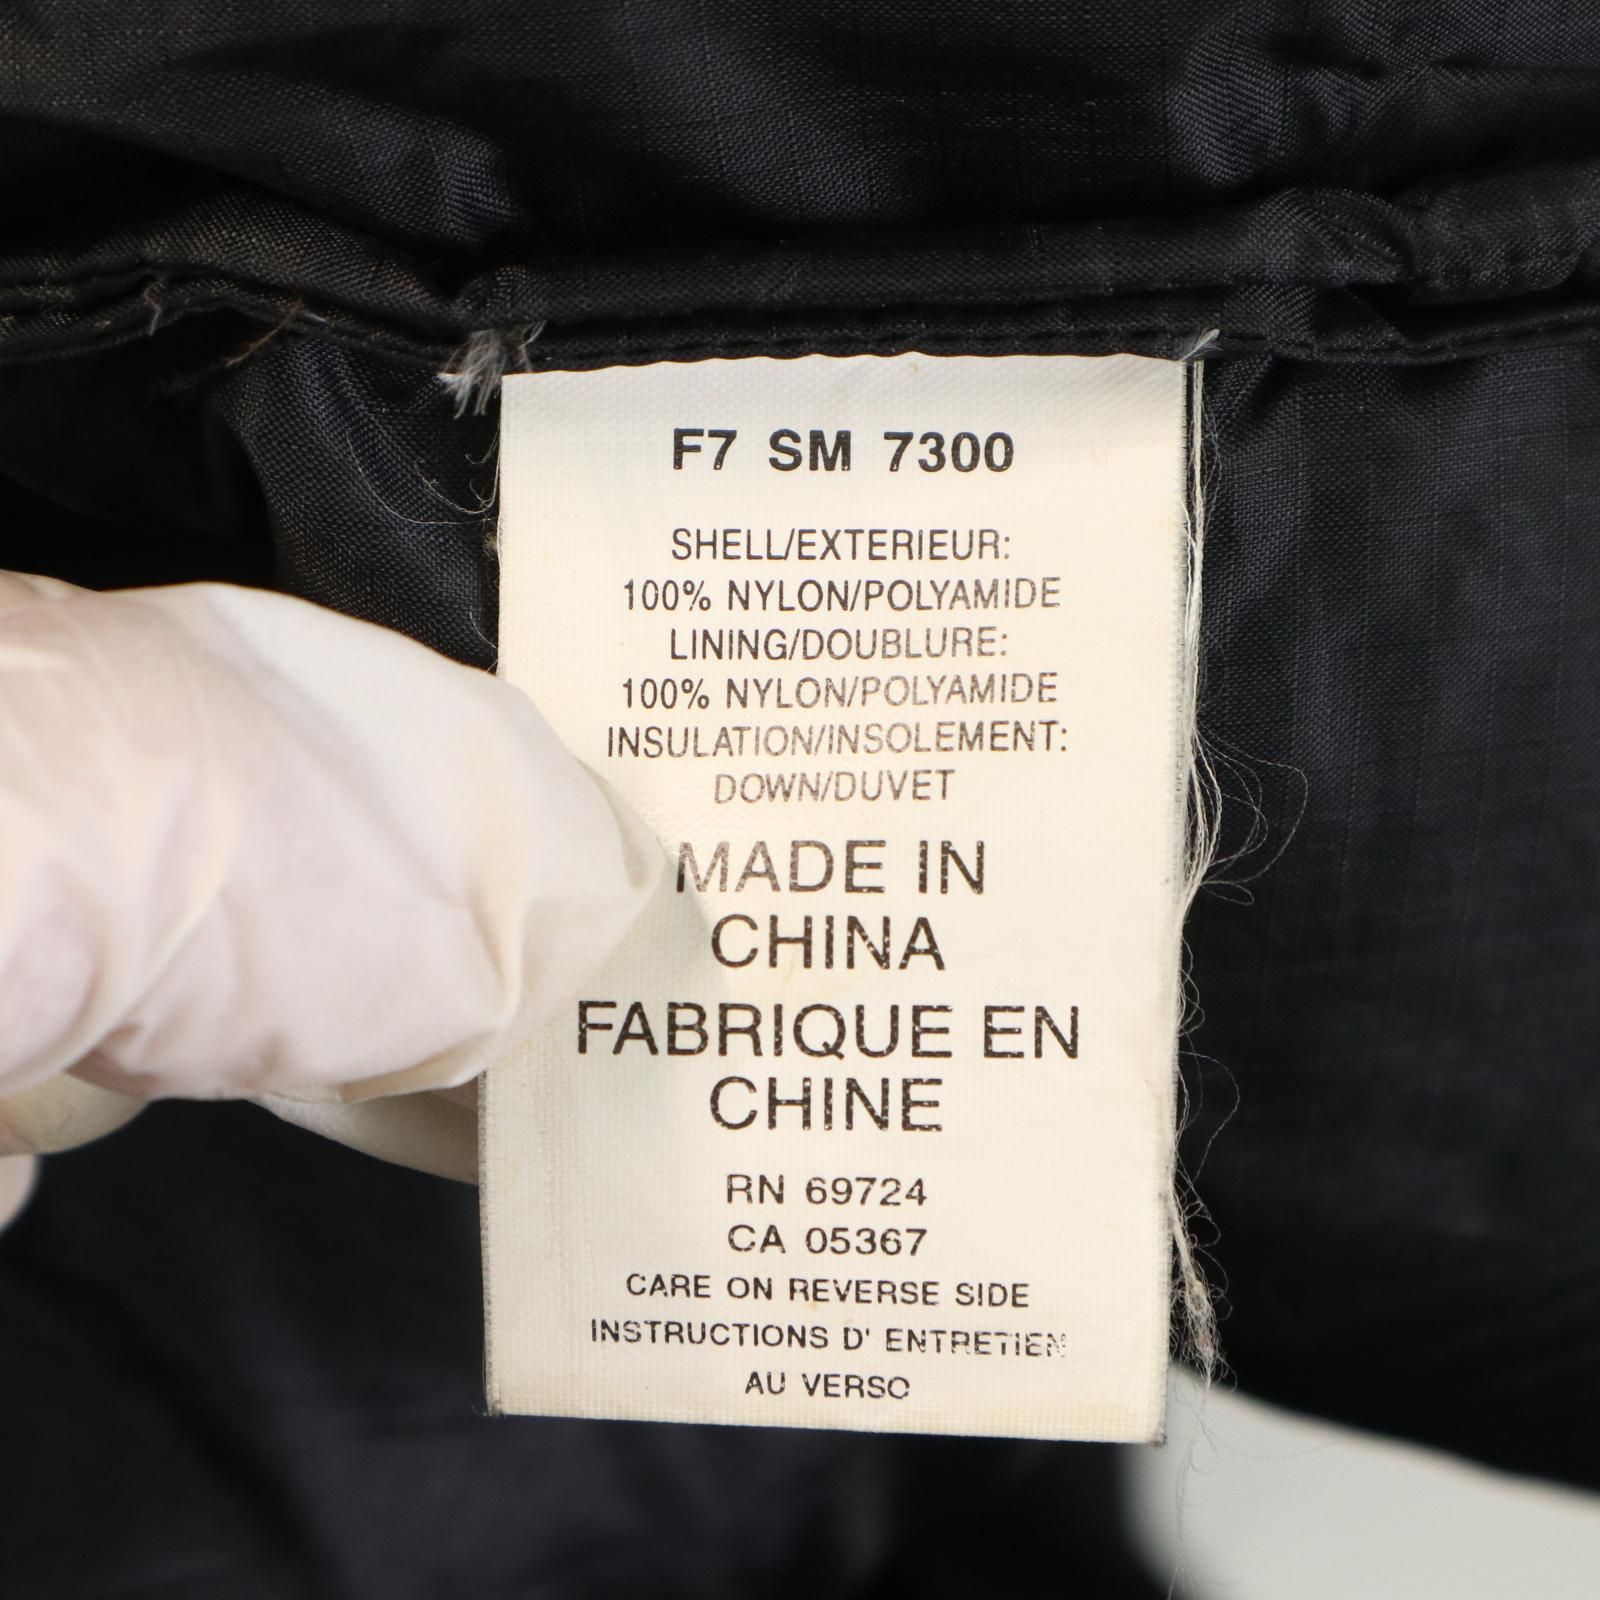 F7 SM 7300
SHELL/EXTERIEUR:
100% NYLON/POLYAMIDE
LINING/DOUBLURE:
100% NYLON/POLYAMIDE
INSULATION/INSOLEMENT:
DOWN/DUVET
MADE IN
CHINA
FABRIQUE EN
CHINE
RN 69724
CA 05367
CARE ON REVERSE SIDE
INSTRUCTIONS D' ENTRETIEN
AU VERSO